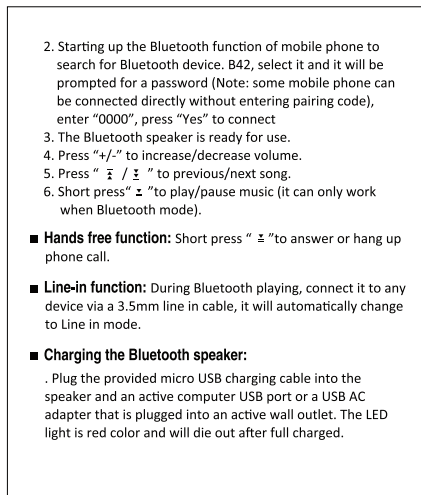 2. Starting up the Bluetooth function of mobile phone to
search for Bluetooth device. B42, select it and it will be
prompted for a password (Note: some mobile phone can
be connected directly without entering pairing code),
enter “0000”, press “Yes” to connect
3. The Bluetooth speaker is ready for use.
4. Press “+/-” to increase/decrease volume.
5. Press “ ⏮ / ⏭ ” to previous/next song.
6. Short press“ ”to play/pause music (it can only work
when Bluetooth mode).
■ Hands free function: Short press “ ”to answer or hang up
phone call.
■ Line-in function: During Bluetooth playing, connect it to any
device via a 3.5mm line in cable, it will automatically change
to Line in mode.
■ Charging the Bluetooth speaker:
. Plug the provided micro USB charging cable into the
speaker and an active computer USB port or a USB AC
adapter that is plugged into an active wall outlet. The LED
light is red color and will die out after full charged.